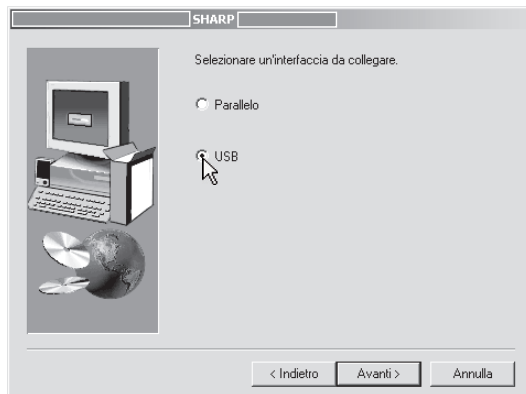 SHARP
Selezionare un'interfaccia da collegare.
Parallelo
USB
< Indietro
Avanti >
Annulla